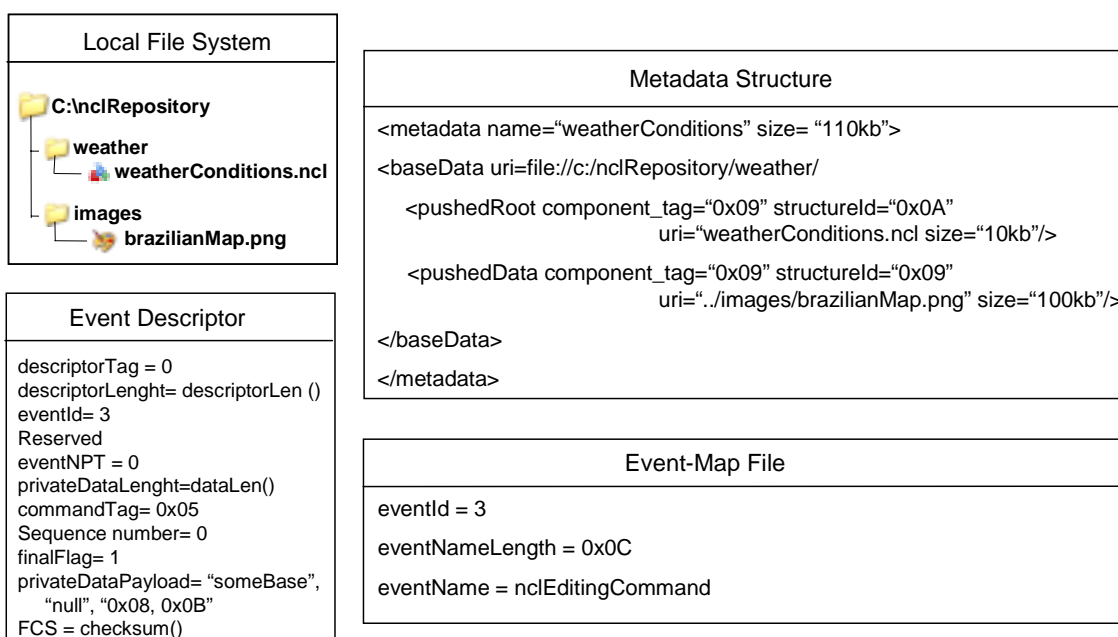 Local File System
C:\nclRepository
weather
weatherConditions.ncl
images
brazilianMap.png
Event Descriptor
descriptorTag = 0
descriptorLenght= descriptorLen ()
eventId= 3
Reserved
eventNPT = 0
privateDataLenght=dataLen()
commandTag= 0x05
Sequence number= 0
finalFlag= 1
privateDataPayload= “someBase”,
“null”, “0x08, 0x0B”
FCS = checksum()
Metadata Structure
<metadata name=“weatherConditions” size= “110kb”>
<baseData uri=file://c:/nclRepository/weather/
<pushedRoot component_tag=“0x09” structureId=“0x0A”
uri=“weatherConditions.ncl size=“10kb”/>
<pushedData component_tag=“0x09” structureId=“0x09”
uri=“../images/brazilianMap.png” size=“100kb”/>
</baseData>
</metadata>
Event-Map File
eventId = 3
eventNameLength = 0x0C
eventName = nclEditingCommand